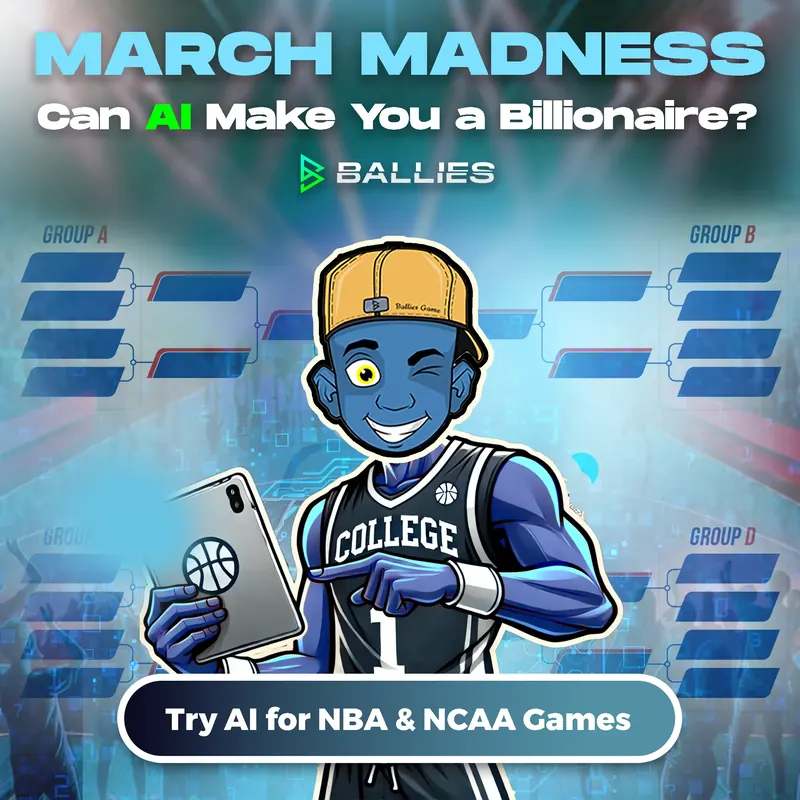 MARCH MADNESS
Can AI Make You a Billionaire?
BALLIES
GROUP A
GROUP B
Ballies Game
COLLEGE
1
GROUP
GROUP D
Try AI for NBA & NCAA Games